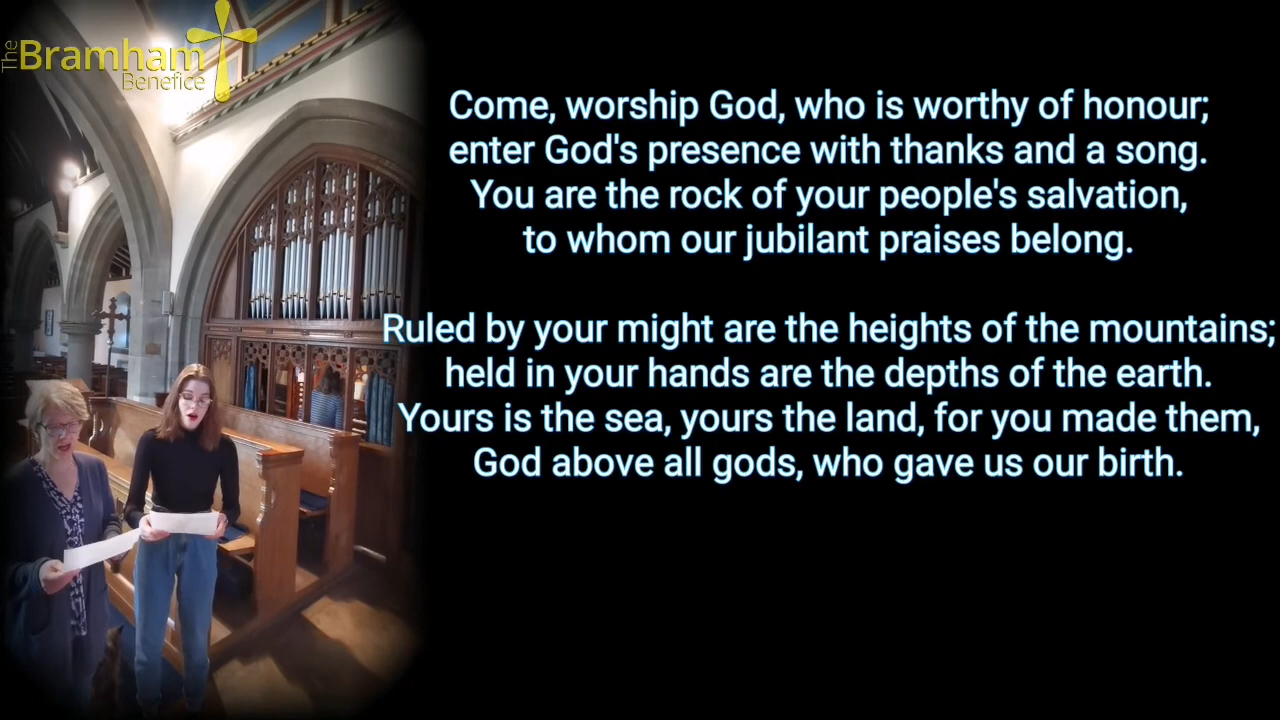 The
Bramham
Benefice
Come, worship God, who is worthy of honour;
enter God's presence with thanks and a song.
You are the rock of your people's salvation,
to whom our jubilant praises belong.
Ruled by your might are the heights of the mountains;
held in your hands are the depths of the earth.
Yours is the sea, yours the land, for you made them,
God above all gods, who gave us our birth.